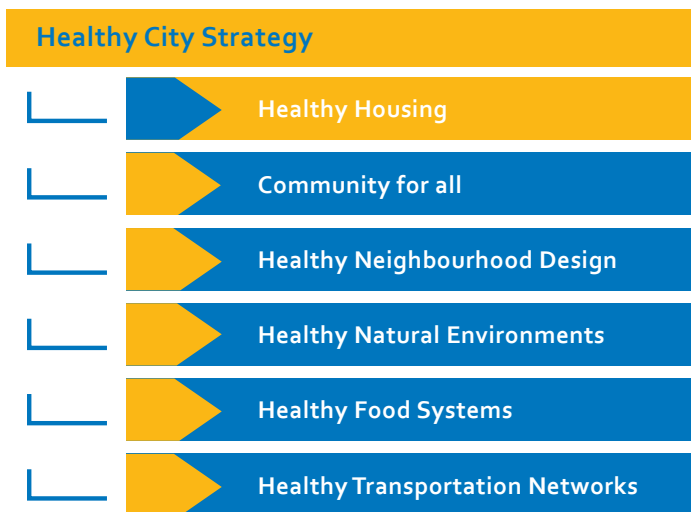 Healthy City Strategy
Healthy Housing
Community for all
Healthy Neighbourhood Design
Healthy Natural Environments
Healthy Food Systems
Healthy Transportation Networks